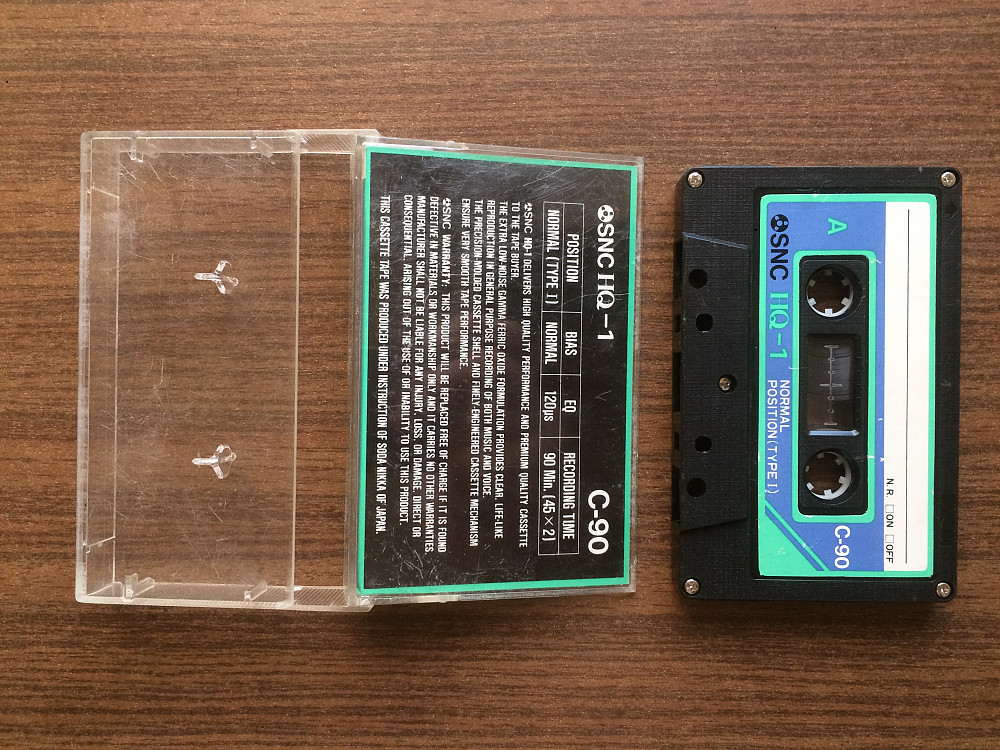 SNC HQ-1
C-90
POSITION BIAS EQ RECORDING TIME
NORMAL (TYPE I) NORMAL 120μs 90 Min (45×2)
SNC HQ-1 DELIVERS HIGH QUALITY PERFORMANCE AND PREMIUM QUALITY CASSETTE
TO THE TAPE BUYER.
THE EXTRA LOW-NOISE GAMMA FERRIC OXIDE FORMULATION PROVIDES CLEAR, LIFE-LIKE
REPRODUCTION IN GENERAL PURPOSE RECORDING OF BOTH MUSIC AND VOICE.
THE PRECISION-MOLDED CASSETTE SHELL AND FINELY-ENGINEERED CASSETTE MECHANISM
ENSURE VERY SMOOTH TAPE PERFORMANCE.
SNC WARRANTY: THIS PRODUCT WILL BE REPLACED FREE OF CHARGE IF IT IS FOUND
DEFECTIVE IN MATERIALS OR WORKMANSHIP ONLY AND IT CARRIES NO OTHER WARRANTIES.
MANUFACTURER SHALL NOT BE LIABLE FOR ANY INJURY, LOSS, OR DAMAGE, DIRECT OR
CONSEQUENTIAL, ARISING OUT OF THE USE OF OR INABILITY TO USE THIS PRODUCT.
THIS CASSETTE TAPE WAS PRODUCED UNDER INSTRUCTION OF SODA NIKKA OF JAPAN.
N.R. □ON □OFF
A
C-90
SNC HQ-1 NORMAL
POSITION (TYPE I)